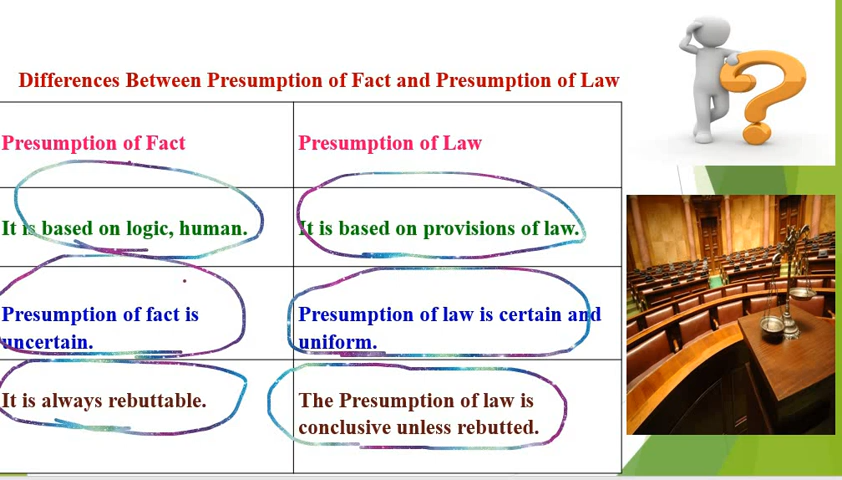 Differences Between Presumption of Fact and Presumption of Law
Presumption of Fact
Presumption of Law
It is based on logic, human.
It is based on provisions of law.
Presumption of fact is
uncertain.
Presumption of law is certain and
uniform.
It is always rebuttable.
The Presumption of law is
conclusive unless rebutted.